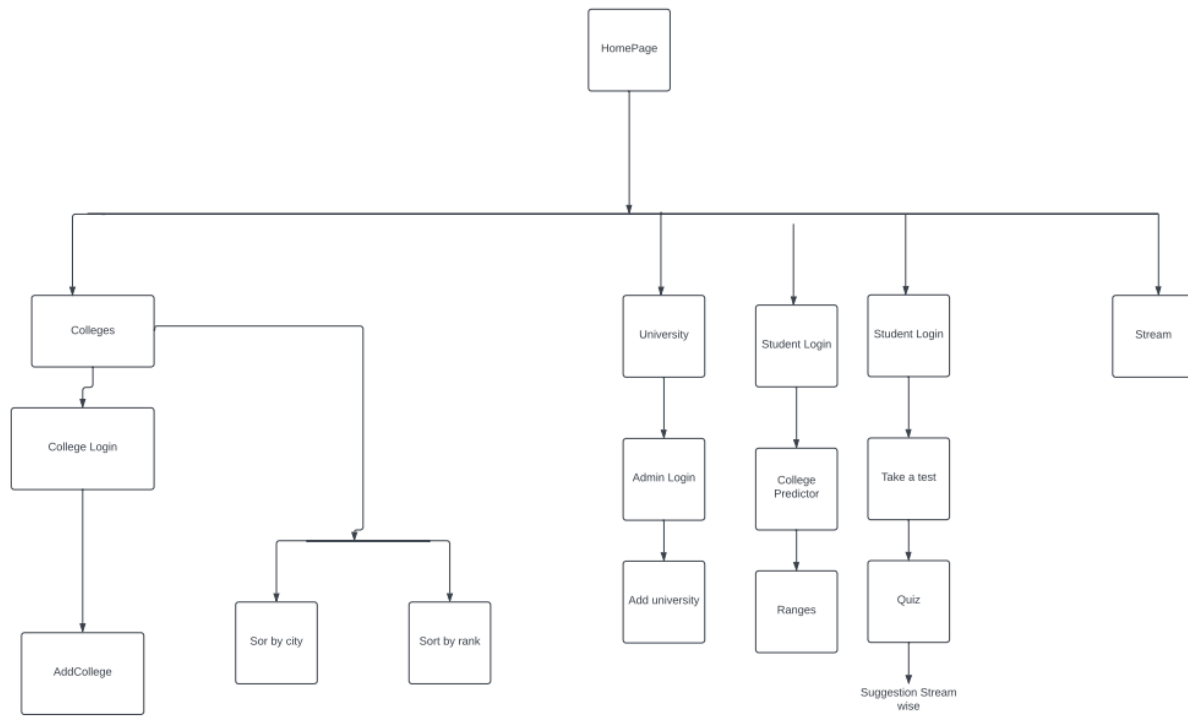 HomePage
Colleges
University
Student Login
Student Login
Stream
College Login
Admin Login
College
Predictor
Take a test
Add university
Ranges
Quiz
Sor by city
Sort by rank
AddCollege
Suggestion Stream
wise